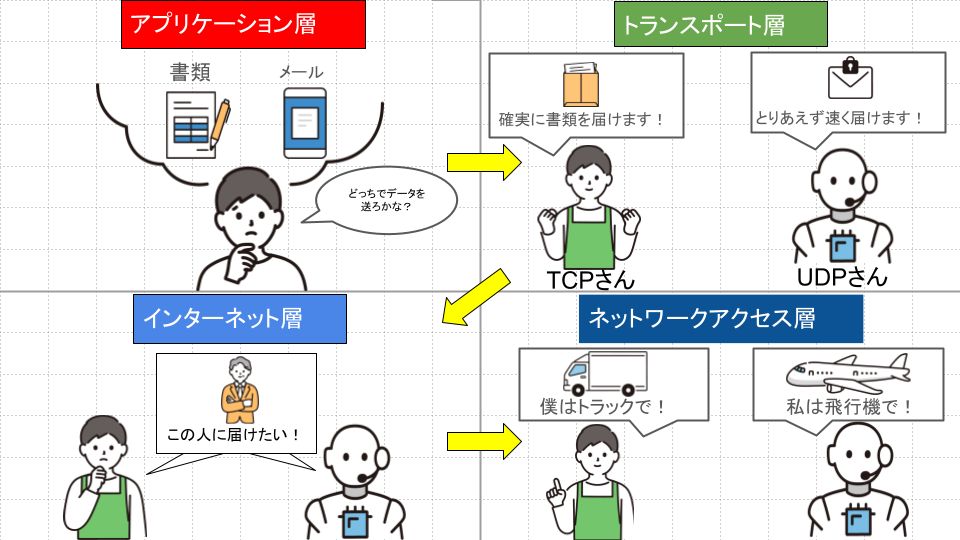 アプリケーション層
書類
メール
どっちでデータを
送ろかな？
トランスポート層
確実に書類を届けます！
とりあえず速く届けます！
TCPさん
UDPさん
インターネット層
この人に届けたい！
ネットワークアクセス層
僕はトラックで！
私は飛行機で！